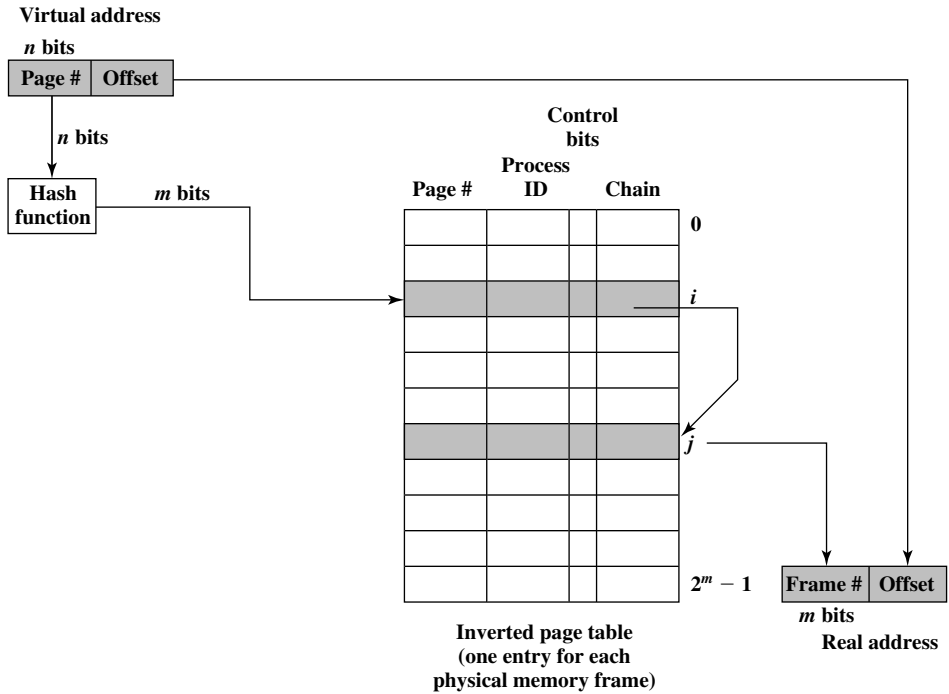 Virtual address
n bits
Page # Offset
n bits
Hash
function
m bits
Control
bits
Process
Page # ID Chain
0
i
j
2^m − 1
Frame # Offset
m bits
Real address
Inverted page table
(one entry for each
physical memory frame)